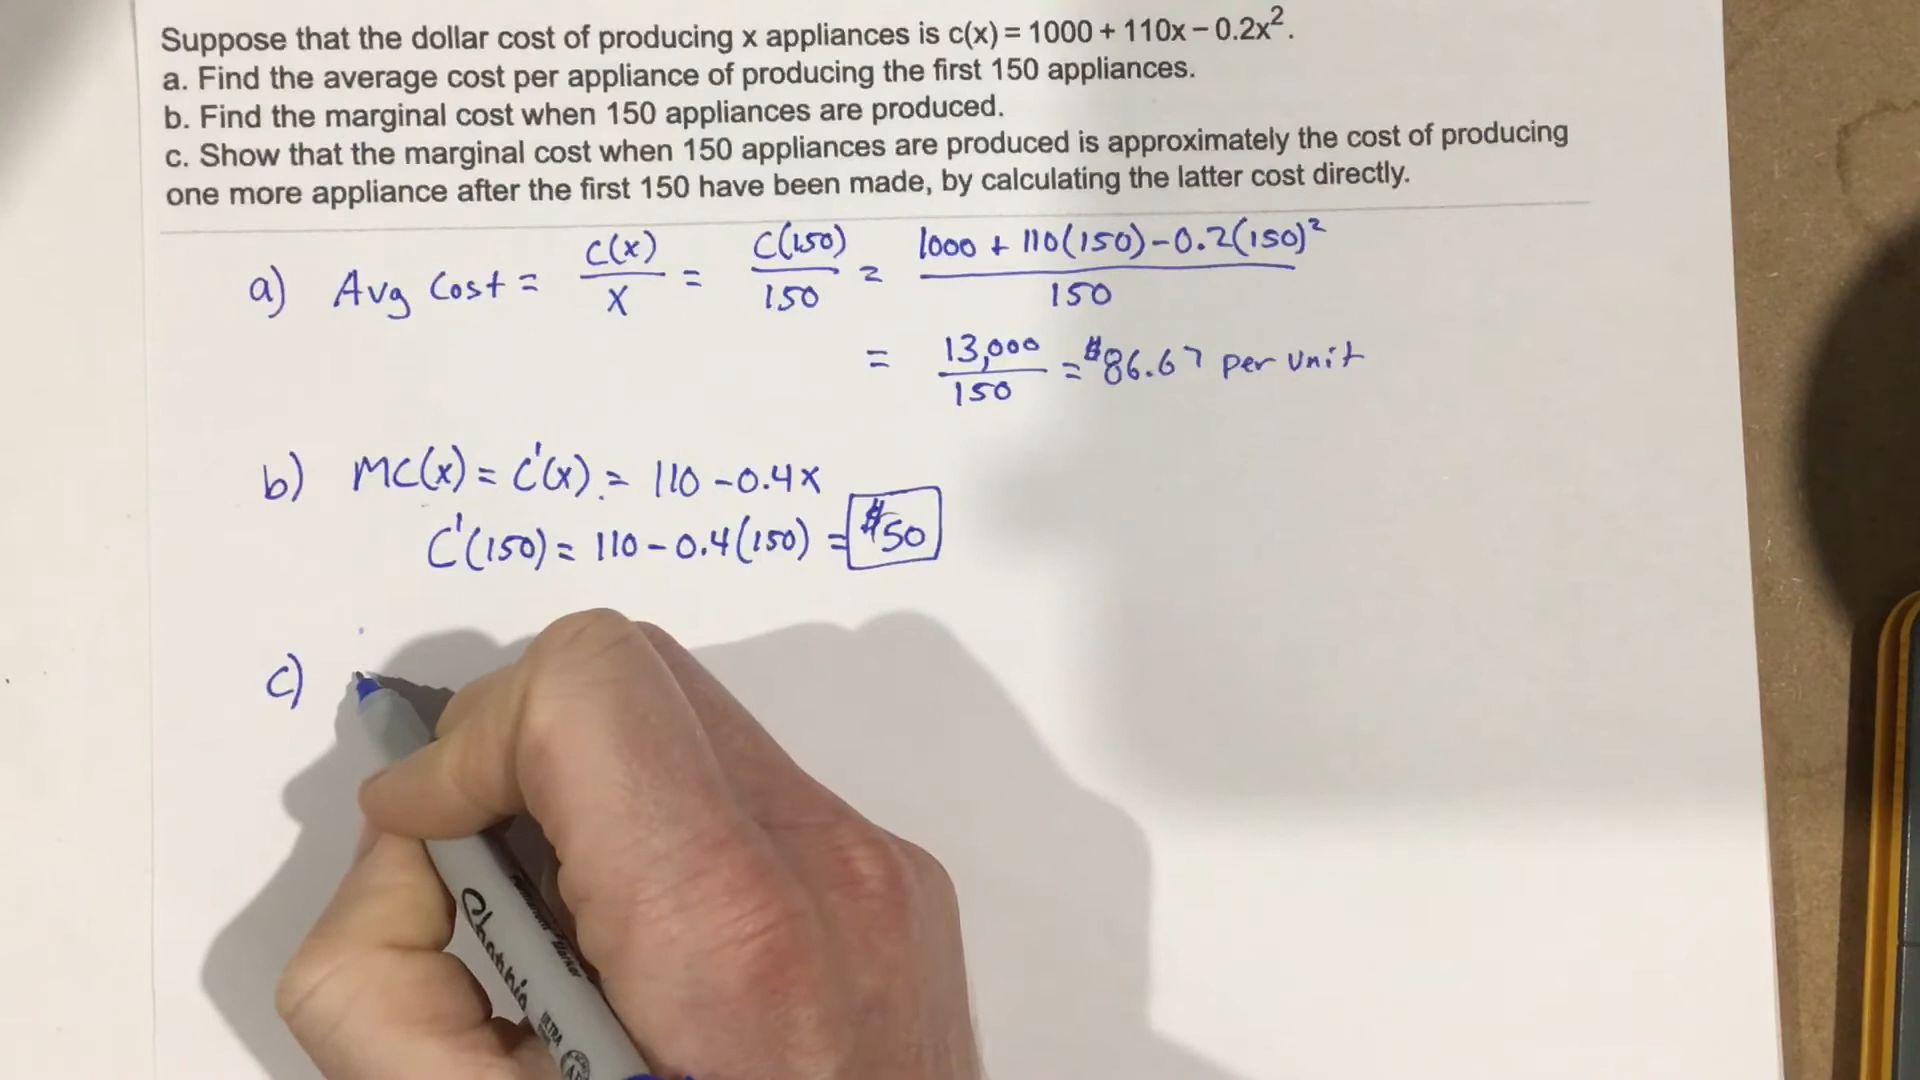 Suppose that the dollar cost of producing x appliances is c(x) = 1000 + 110x − 0.2x².
a. Find the average cost per appliance of producing the first 150 appliances.
b. Find the marginal cost when 150 appliances are produced.
c. Show that the marginal cost when 150 appliances are produced is approximately the cost of producing
one more appliance after the first 150 have been made, by calculating the latter cost directly.
a) Avg Cost = C(x)/X = C(150)/150 = 1000 + 110(150) - 0.2(150)²/150
= 13,000/150 = $86.67 per unit
b) MC(x) = C'(x) = 110 - 0.4x
C'(150) = 110 - 0.4(150) = $50
c)
Sharpie
ULTRA